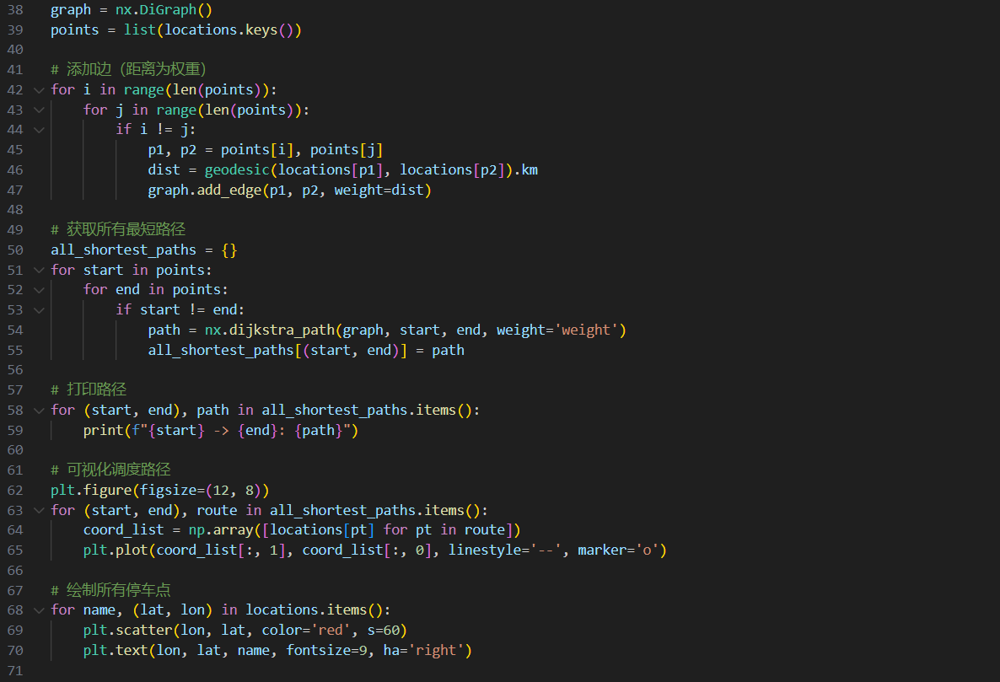 38 graph = nx.DiGraph()
39 points = list(locations.keys())
40
41 # 添加边（距离为权重）
42 for i in range(len(points)):
43     for j in range(len(points)):
44         if i != j:
45             p1, p2 = points[i], points[j]
46             dist = geodesic(locations[p1], locations[p2]).km
47             graph.add_edge(p1, p2, weight=dist)
48
49 # 获取所有最短路径
50 all_shortest_paths = {}
51 for start in points:
52     for end in points:
53         if start != end:
54             path = nx.dijkstra_path(graph, start, end, weight='weight')
55             all_shortest_paths[(start, end)] = path
56
57 # 打印路径
58 for (start, end), path in all_shortest_paths.items():
59     print(f"{start} -> {end}: {path}")
60
61 # 可视化调度路径
62 plt.figure(figsize=(12, 8))
63 for (start, end), route in all_shortest_paths.items():
64     coord_list = np.array([locations[pt] for pt in route])
65     plt.plot(coord_list[:, 1], coord_list[:, 0], linestyle='--', marker='o')
66
67 # 绘制所有停车点
68 for name, (lat, lon) in locations.items():
69     plt.scatter(lon, lat, color='red', s=60)
70     plt.text(lon, lat, name, fontsize=9, ha='right')
71